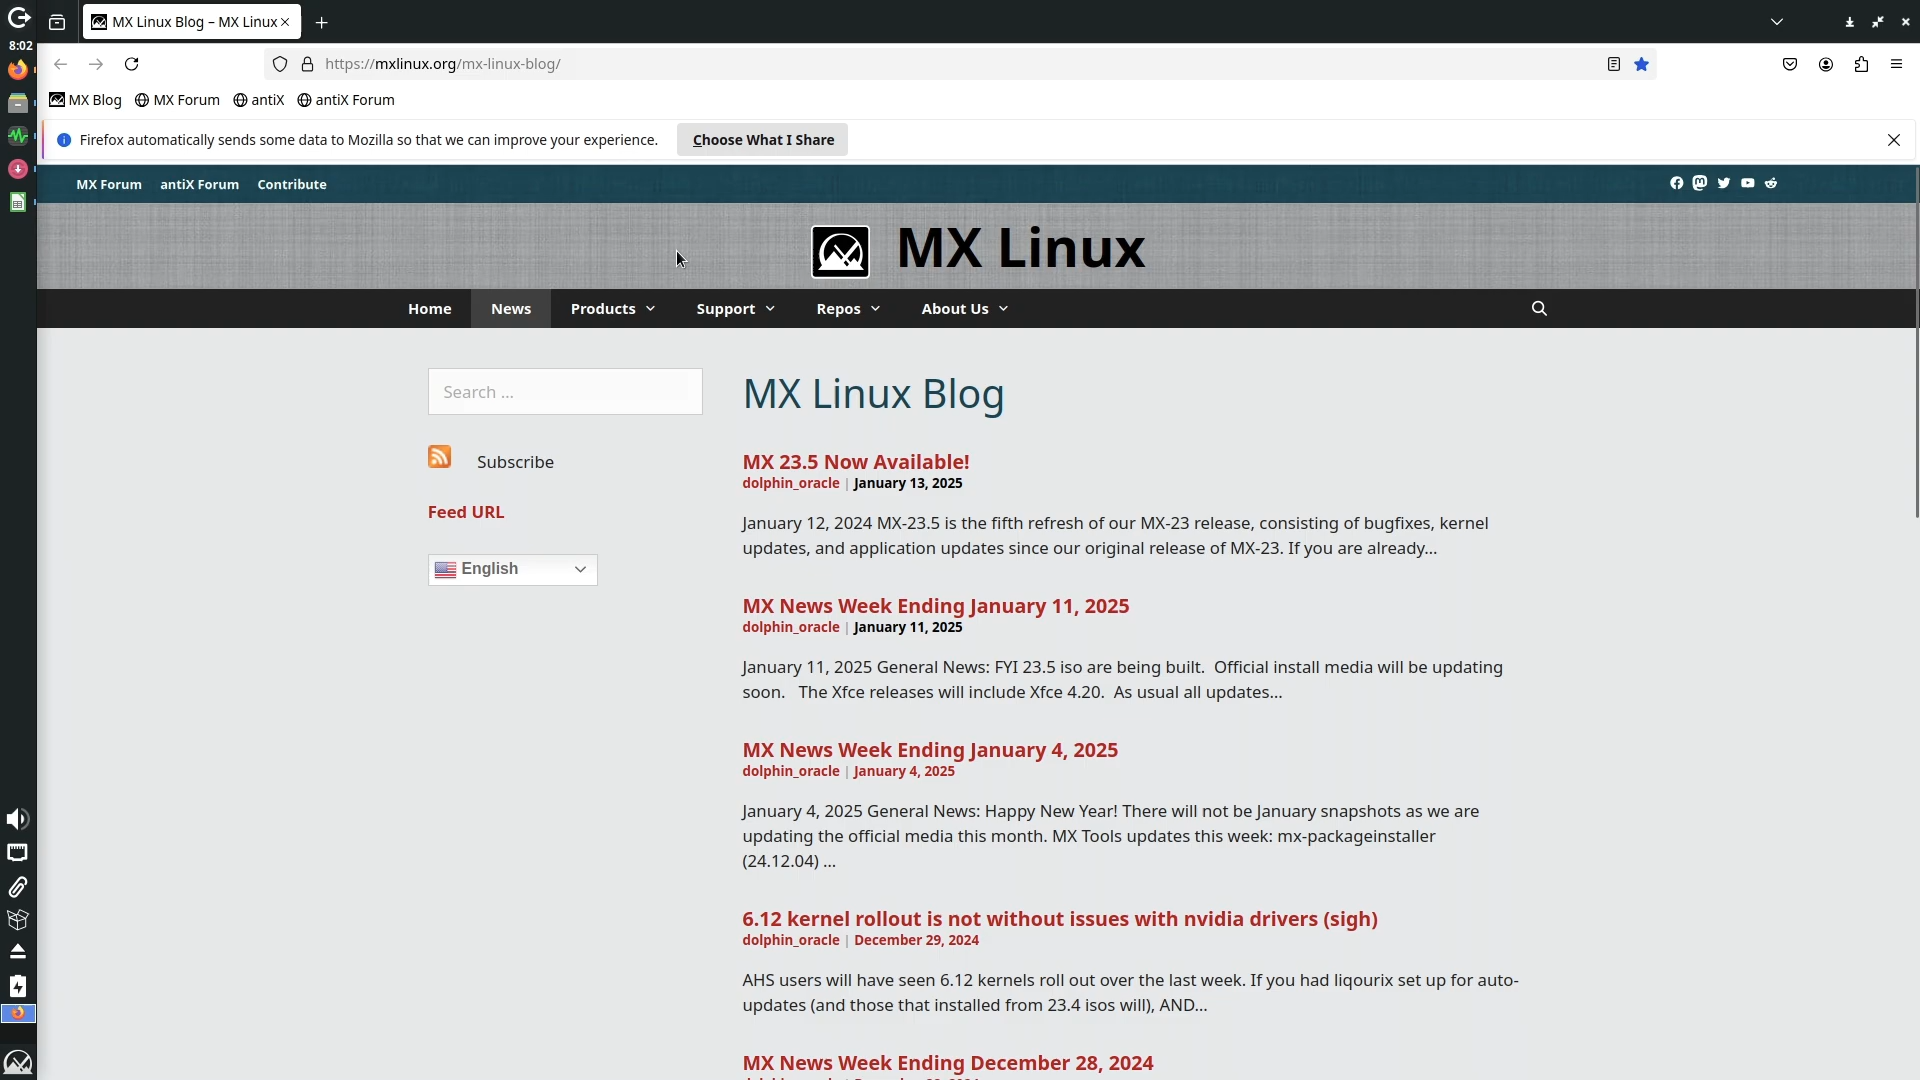 MX Linux Blog – MX Linux
8:02
https://mxlinux.org/mx-linux-blog/
MX Blog MX Forum antiX antiX Forum
Firefox automatically sends some data to Mozilla so that we can improve your experience. Choose What I Share
MX Forum antiX Forum Contribute
MX Linux
Home News Products Support Repos About Us
Search ...
Subscribe
Feed URL
English
MX Linux Blog
MX 23.5 Now Available!
dolphin_oracle | January 13, 2025
January 12, 2024 MX-23.5 is the fifth refresh of our MX-23 release, consisting of bugfixes, kernel
updates, and application updates since our original release of MX-23. If you are already...
MX News Week Ending January 11, 2025
dolphin_oracle | January 11, 2025
January 11, 2025 General News: FYI 23.5 iso are being built.  Official install media will be updating
soon.   The Xfce releases will include Xfce 4.20.  As usual all updates...
MX News Week Ending January 4, 2025
dolphin_oracle | January 4, 2025
January 4, 2025 General News: Happy New Year! There will not be January snapshots as we are
updating the official media this month. MX Tools updates this week: mx-packageinstaller
(24.12.04) ...
6.12 kernel rollout is not without issues with nvidia drivers (sigh)
dolphin_oracle | December 29, 2024
AHS users will have seen 6.12 kernels roll out over the last week. If you had liqourix set up for auto-
updates (and those that installed from 23.4 isos will), AND...
MX News Week Ending December 28, 2024